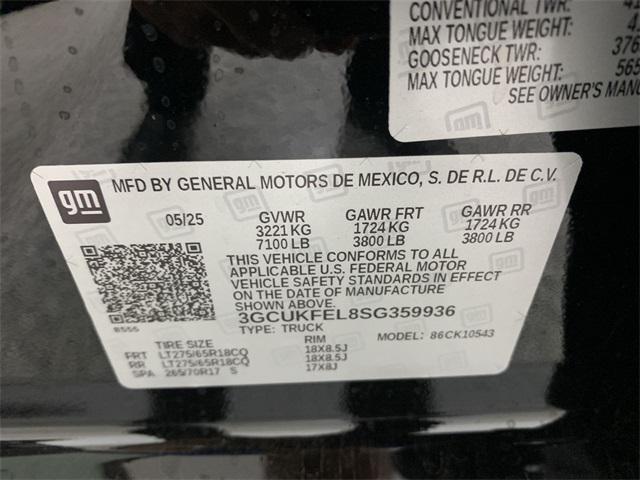 CONVENTIONAL TWR:
MAX TONGUE WEIGHT:
GOOSENECK TWR:
MAX TONGUE WEIGHT:
SEE OWNER'S
gm
MFD BY GENERAL MOTORS DE MEXICO, S. DE R.L. DE C.V.
05/25 GVWR GAWR FRT GAWR RR
3221 KG 1724 KG 1724 KG
7100 LB 3800 LB 3800 LB
THIS VEHICLE CONFORMS TO ALL
APPLICABLE U.S. FEDERAL MOTOR
VEHICLE SAFETY STANDARDS IN EFFECT
ON THE DATE OF MANUFACTURE
SHOWN ABOVE.
3GCUKFEL8SG359936
TYPE: TRUCK MODEL: 86CK10543
TIRE SIZE RIM
FRT LT275/65R18CQ 18X8.5J
RR LT275/65R18CQ 18X8.5J
SPA 265/70R17 S 17X8J